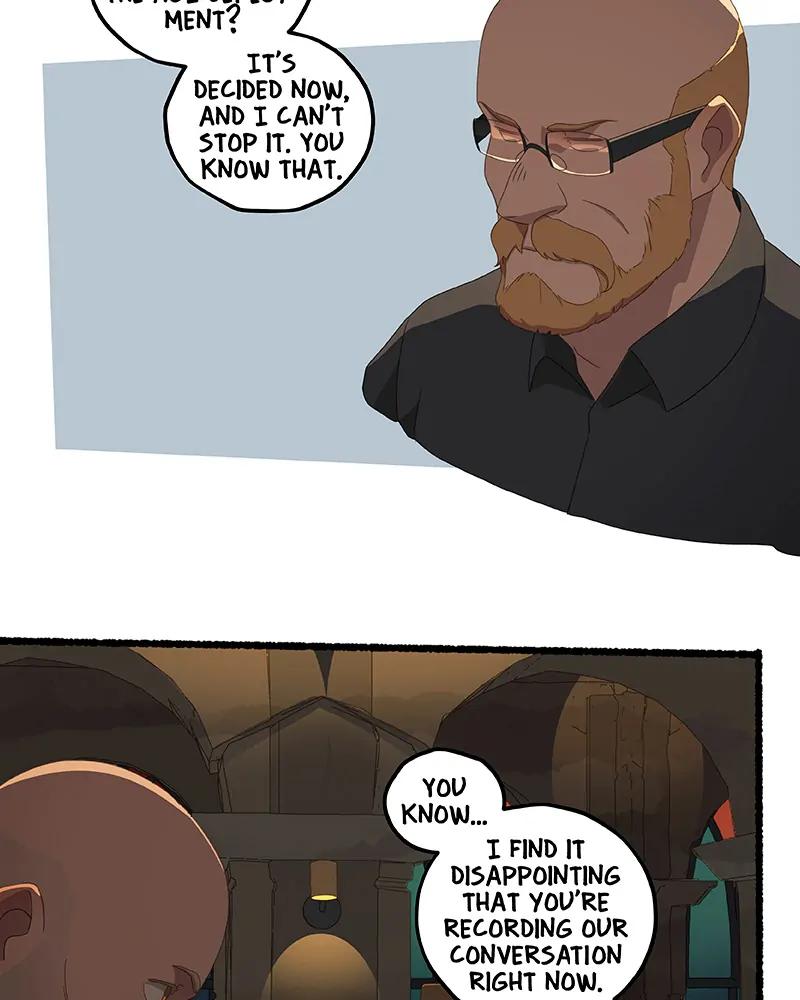 MENT?
IT'S
DECIDED NOW,
AND I CAN'T
STOP IT. YOU
KNOW THAT.
YOU
KNOW...
I FIND IT
DISAPPOINTING
THAT YOU'RE
RECORDING OUR
CONVERSATION
RIGHT NOW.